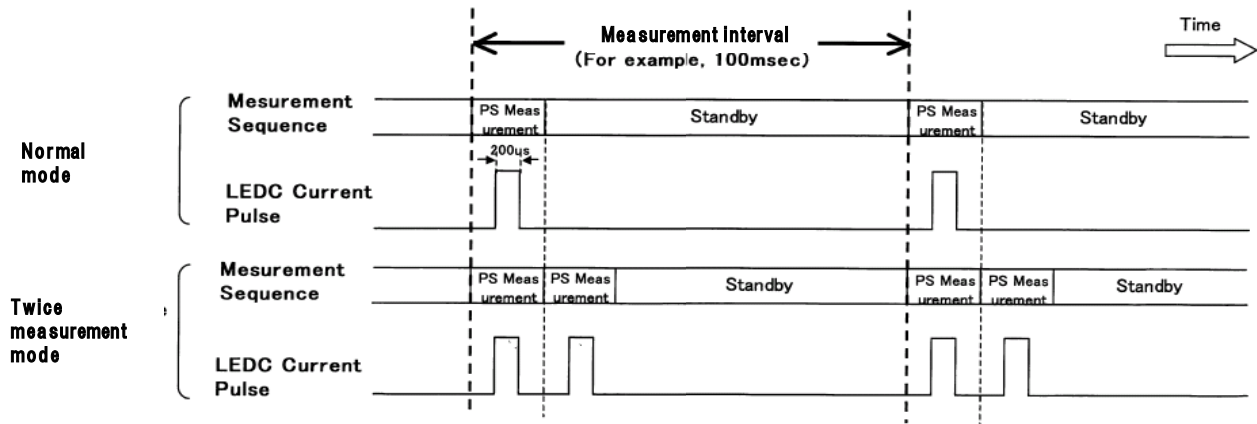 Time
Measurement interval
(For example, 100msec)
Normal
mode
Mesurement
Sequence
PS Meas
urement
Standby
PS Meas
urement
Standby
200us
LEDC Current
Pulse
Twice
measurement
mode
Mesurement
Sequence
PS Meas
urement
PS Meas
urement
Standby
PS Meas
urement
PS Meas
urement
Standby
LEDC Current
Pulse